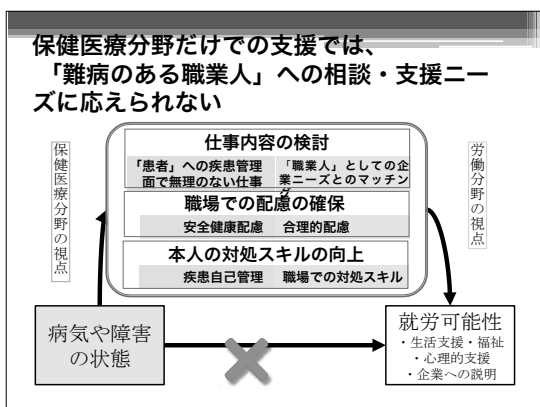 保健医療分野だけでの支援では、
「難病のある職業人」への相談・支援ニー
ズに応えられない
保健医療分野の視点
仕事内容の検討
「患者」への疾患管理
面で無理のない仕事
「職業人」としての企
業ニーズとのマッチン
グ
職場での配慮の確保
安全健康配慮
合理的配慮
本人の対処スキルの向上
疾患自己管理
職場での対処スキル
労働分野の視点
病気や障害
の状態
就労可能性
・生活支援・福祉
・心理的支援
・企業への説明